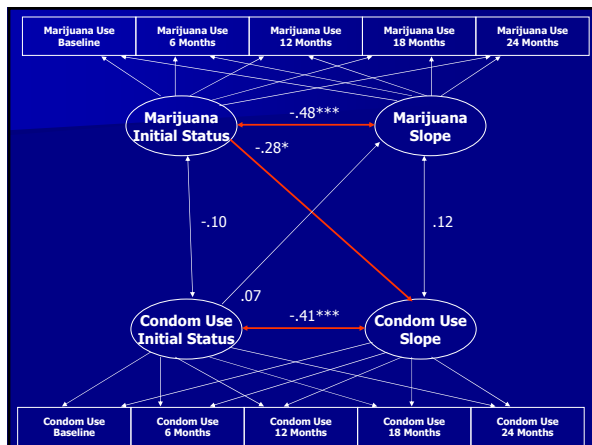 Marijuana Use
Baseline
Marijuana Use
6 Months
Marijuana Use
12 Months
Marijuana Use
18 Months
Marijuana Use
24 Months
Marijuana
Initial Status
-.48***
Marijuana
Slope
-.28*
-.10
.12
.07
Condom Use
Initial Status
-.41***
Condom Use
Slope
Condom Use
Baseline
Condom Use
6 Months
Condom Use
12 Months
Condom Use
18 Months
Condom Use
24 Months